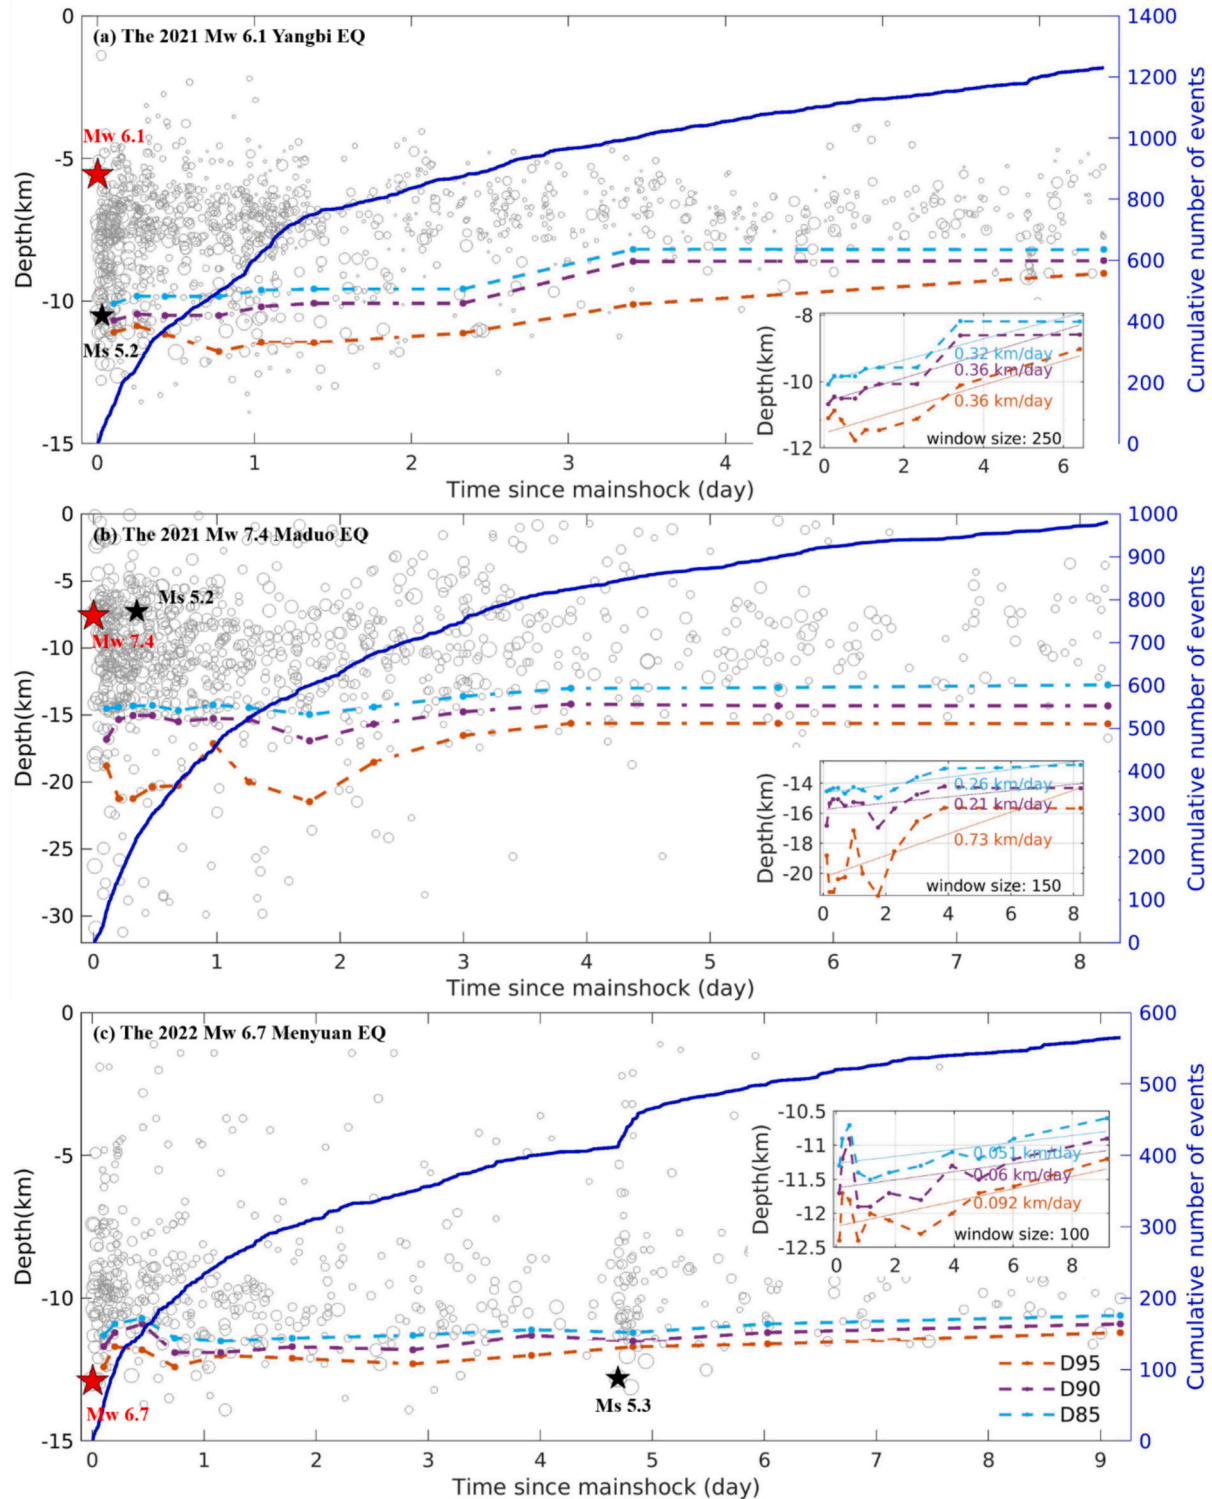 (a) The 2021 Mw 6.1 Yangbi EQ
Mw 6.1
Ms 5.2
0
-5
-10
-15
Depth(km)
0 1 2 3 4
Time since mainshock (day)
1400
1200
1000
800
600
400
200
0
Cumulative number of events
-8
-10
-12
Depth(km)
0.32 km/day
0.36 km/day
0.36 km/day
window size: 250
0 2 4 6
(b) The 2021 Mw 7.4 Maduo EQ
Ms 5.2
Mw 7.4
0
-5
-10
-15
-20
-25
-30
Depth(km)
0 1 2 3 4 5 6 7 8
Time since mainshock (day)
1000
900
800
700
600
500
400
300
200
100
0
Cumulative number of events
-14
-16
-18
-20
Depth(km)
0.26 km/day
0.21 km/day
0.73 km/day
window size: 150
0 2 4 6 8
(c) The 2022 Mw 6.7 Menyuan EQ
Mw 6.7
Ms 5.3
0
-5
-10
-15
Depth(km)
0 1 2 3 4 5 6 7 8 9
Time since mainshock (day)
600
500
400
300
200
100
0
Cumulative number of events
-10.5
-11
-11.5
-12
-12.5
Depth(km)
0.051 km/day
0.06 km/day
0.092 km/day
window size: 100
0 2 4 6 8
D95
D90
D85